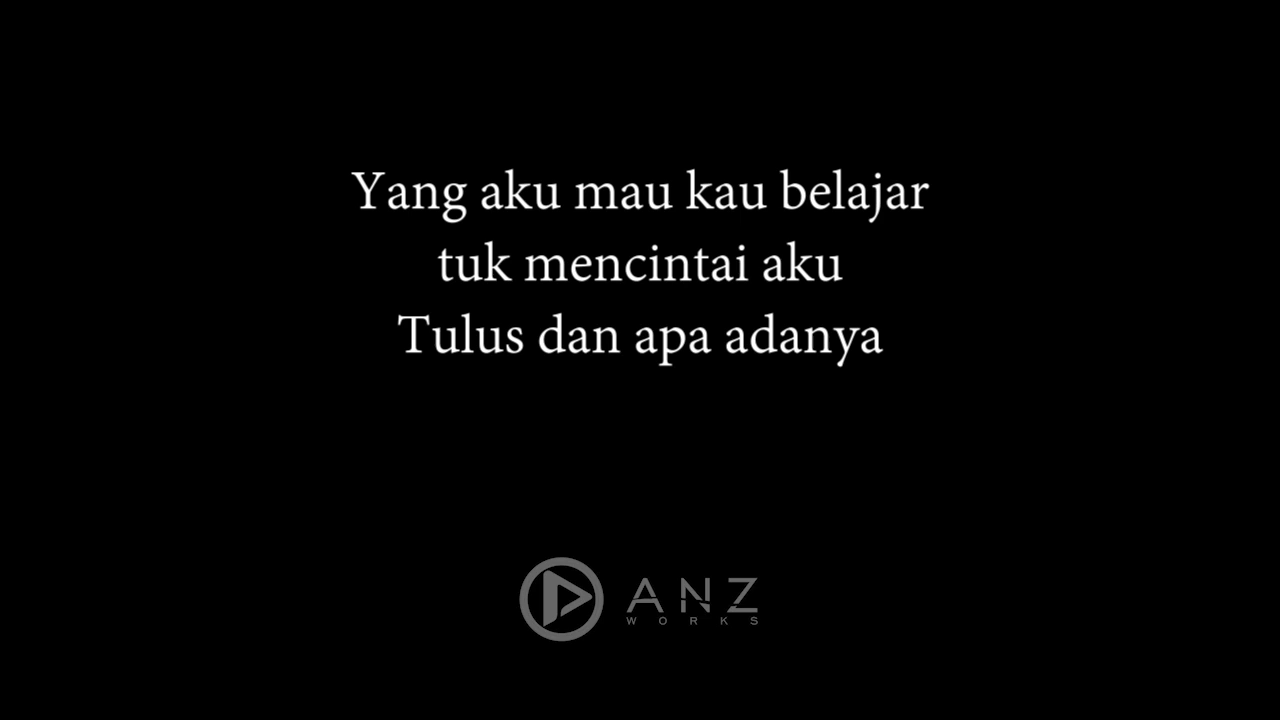 Yang aku mau kau belajar
tuk mencintai aku
Tulus dan apa adanya
ANZ
WORKS